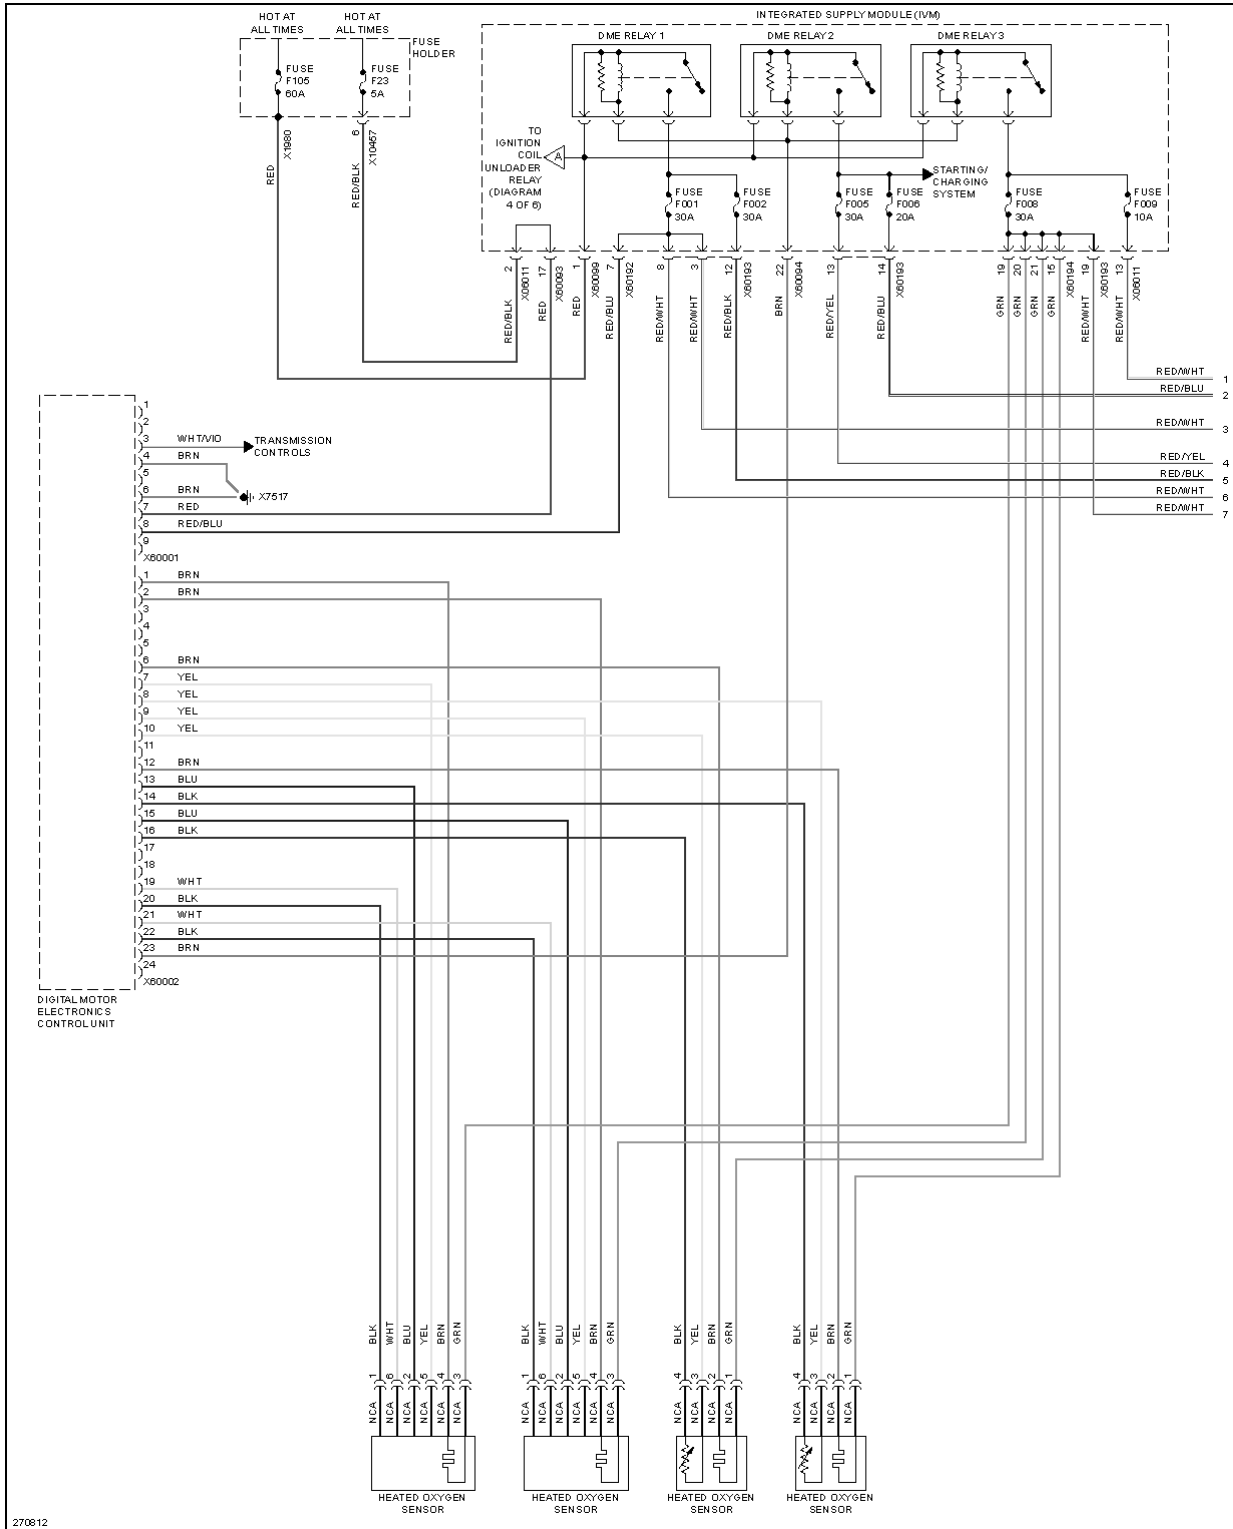 HOT AT
ALL TIMES
HOT AT
ALL TIMES
FUSE
HOLDER
FUSE
F105
60A
FUSE
F23
5A
X1980
6
X10457
RED
RED/BLK
INTEGRATED SUPPLY MODULE (IVM)
DME RELAY 1
DME RELAY 2
DME RELAY 3
TO
IGNITION
COIL
UNLOADER
RELAY
(DIAGRAM
4 OF 6)
A
STARTING/
CHARGING
SYSTEM
FUSE
F001
30A
FUSE
F002
30A
FUSE
F005
30A
FUSE
F006
20A
FUSE
F008
30A
FUSE
F009
10A
2
X06011
17
X60093
1
X60099
7
X60192
8
3
12
X60193
22
X60094
13
14
X60193
19
20
21
15
X60194
19
X60193
13
X06011
RED/BLK
RED
RED
RED/BLU
RED/WHT
RED/WHT
RED/BLK
BRN
RED/YEL
RED/BLU
GRN
GRN
GRN
GRN
RED/WHT
RED/WHT
RED/WHT 1
RED/BLU 2
RED/WHT 3
RED/YEL 4
RED/BLK 5
RED/WHT 6
RED/WHT 7
1
2
3 WHT/VIO
TRANSMISSION
CONTROLS
4 BRN
5
6 BRN
X7517
7 RED
8 RED/BLU
9
X60001
1 BRN
2 BRN
3
4
5
6 BRN
7 YEL
8 YEL
9 YEL
10 YEL
11
12 BRN
13 BLU
14 BLK
15 BLU
16 BLK
17
18
19 WHT
20 BLK
21 WHT
22 BLK
23 BRN
24
X60002
DIGITAL MOTOR
ELECTRONICS
CONTROL UNIT
BLK WHT BLU YEL BRN GRN
BLK WHT BLU YEL BRN GRN
BLK YEL BRN GRN
BLK YEL BRN GRN
1 6 2 5 4 3
1 6 2 5 4 3
4 3 2 1
4 3 2 1
NCA NCA NCA NCA NCA NCA
NCA NCA NCA NCA NCA NCA
NCA NCA NCA NCA
NCA NCA NCA NCA
HEATED OXYGEN
SENSOR
HEATED OXYGEN
SENSOR
HEATED OXYGEN
SENSOR
HEATED OXYGEN
SENSOR
270812